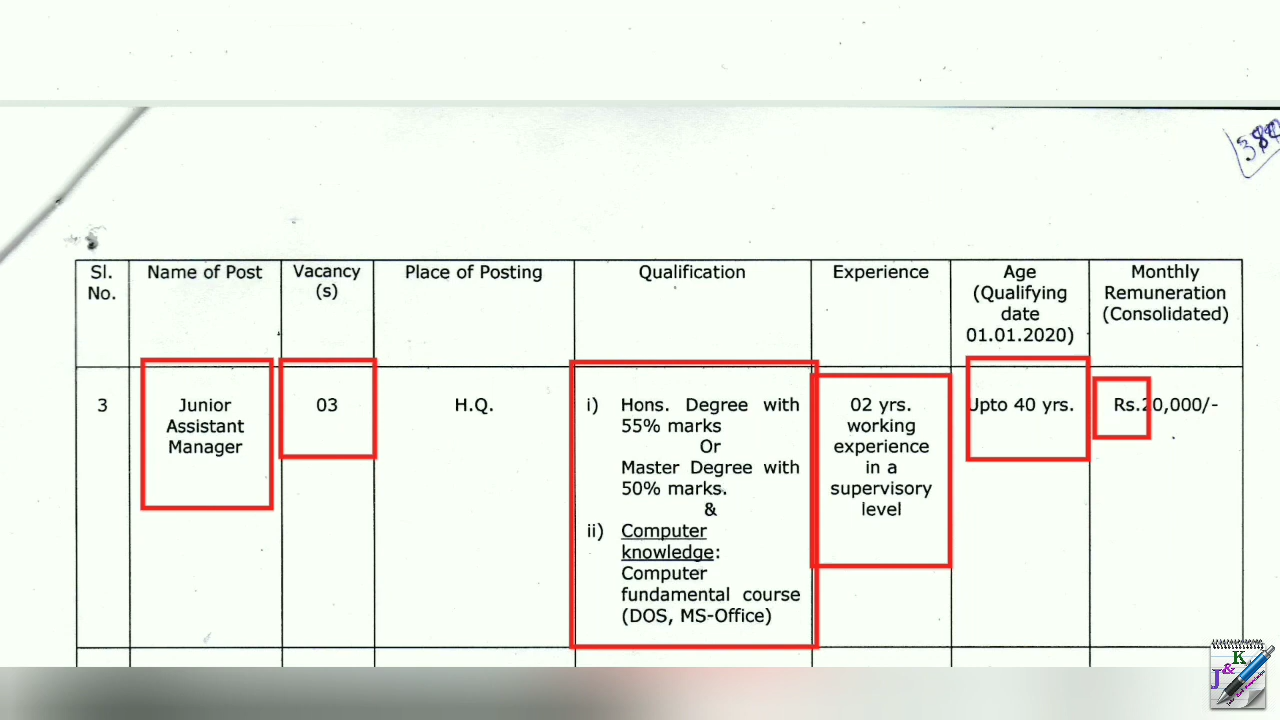 384
Sl.
No.
Name of Post
Vacancy
(s)
Place of Posting
Qualification
Experience
Age
(Qualifying
date
01.01.2020)
Monthly
Remuneration
(Consolidated)
3
Junior
Assistant
Manager
03
H.Q.
i) Hons. Degree with
55% marks
Or
Master Degree with
50% marks.
&
ii) Computer
knowledge:
Computer
fundamental course
(DOS, MS-Office)
02 yrs.
working
experience
in a
supervisory
level
Upto 40 yrs.
Rs.20,000/-
J&K